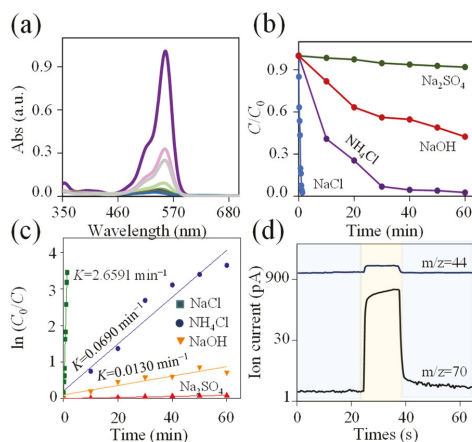 (a)
Abs (a.u.)
0.9
0.6
0.3
0.0
350
460
570
680
Wavelength (nm)
(b)
C/C₀
0.9
0.6
0.3
0.0
Na₂SO₄
NaOH
NH₄Cl
NaCl
0
20
40
60
Time (min)
(c)
ln (C₀/C)
4
3
2
1
0
K=2.6591 min⁻¹
K=0.0690 min⁻¹
K=0.0130 min⁻¹
NaCl
NH₄Cl
NaOH
Na₂SO₄
0
20
40
60
Time (min)
(d)
Ion current (pA)
900
30
1
m/z=44
m/z=70
0
20
40
60
Times (s)